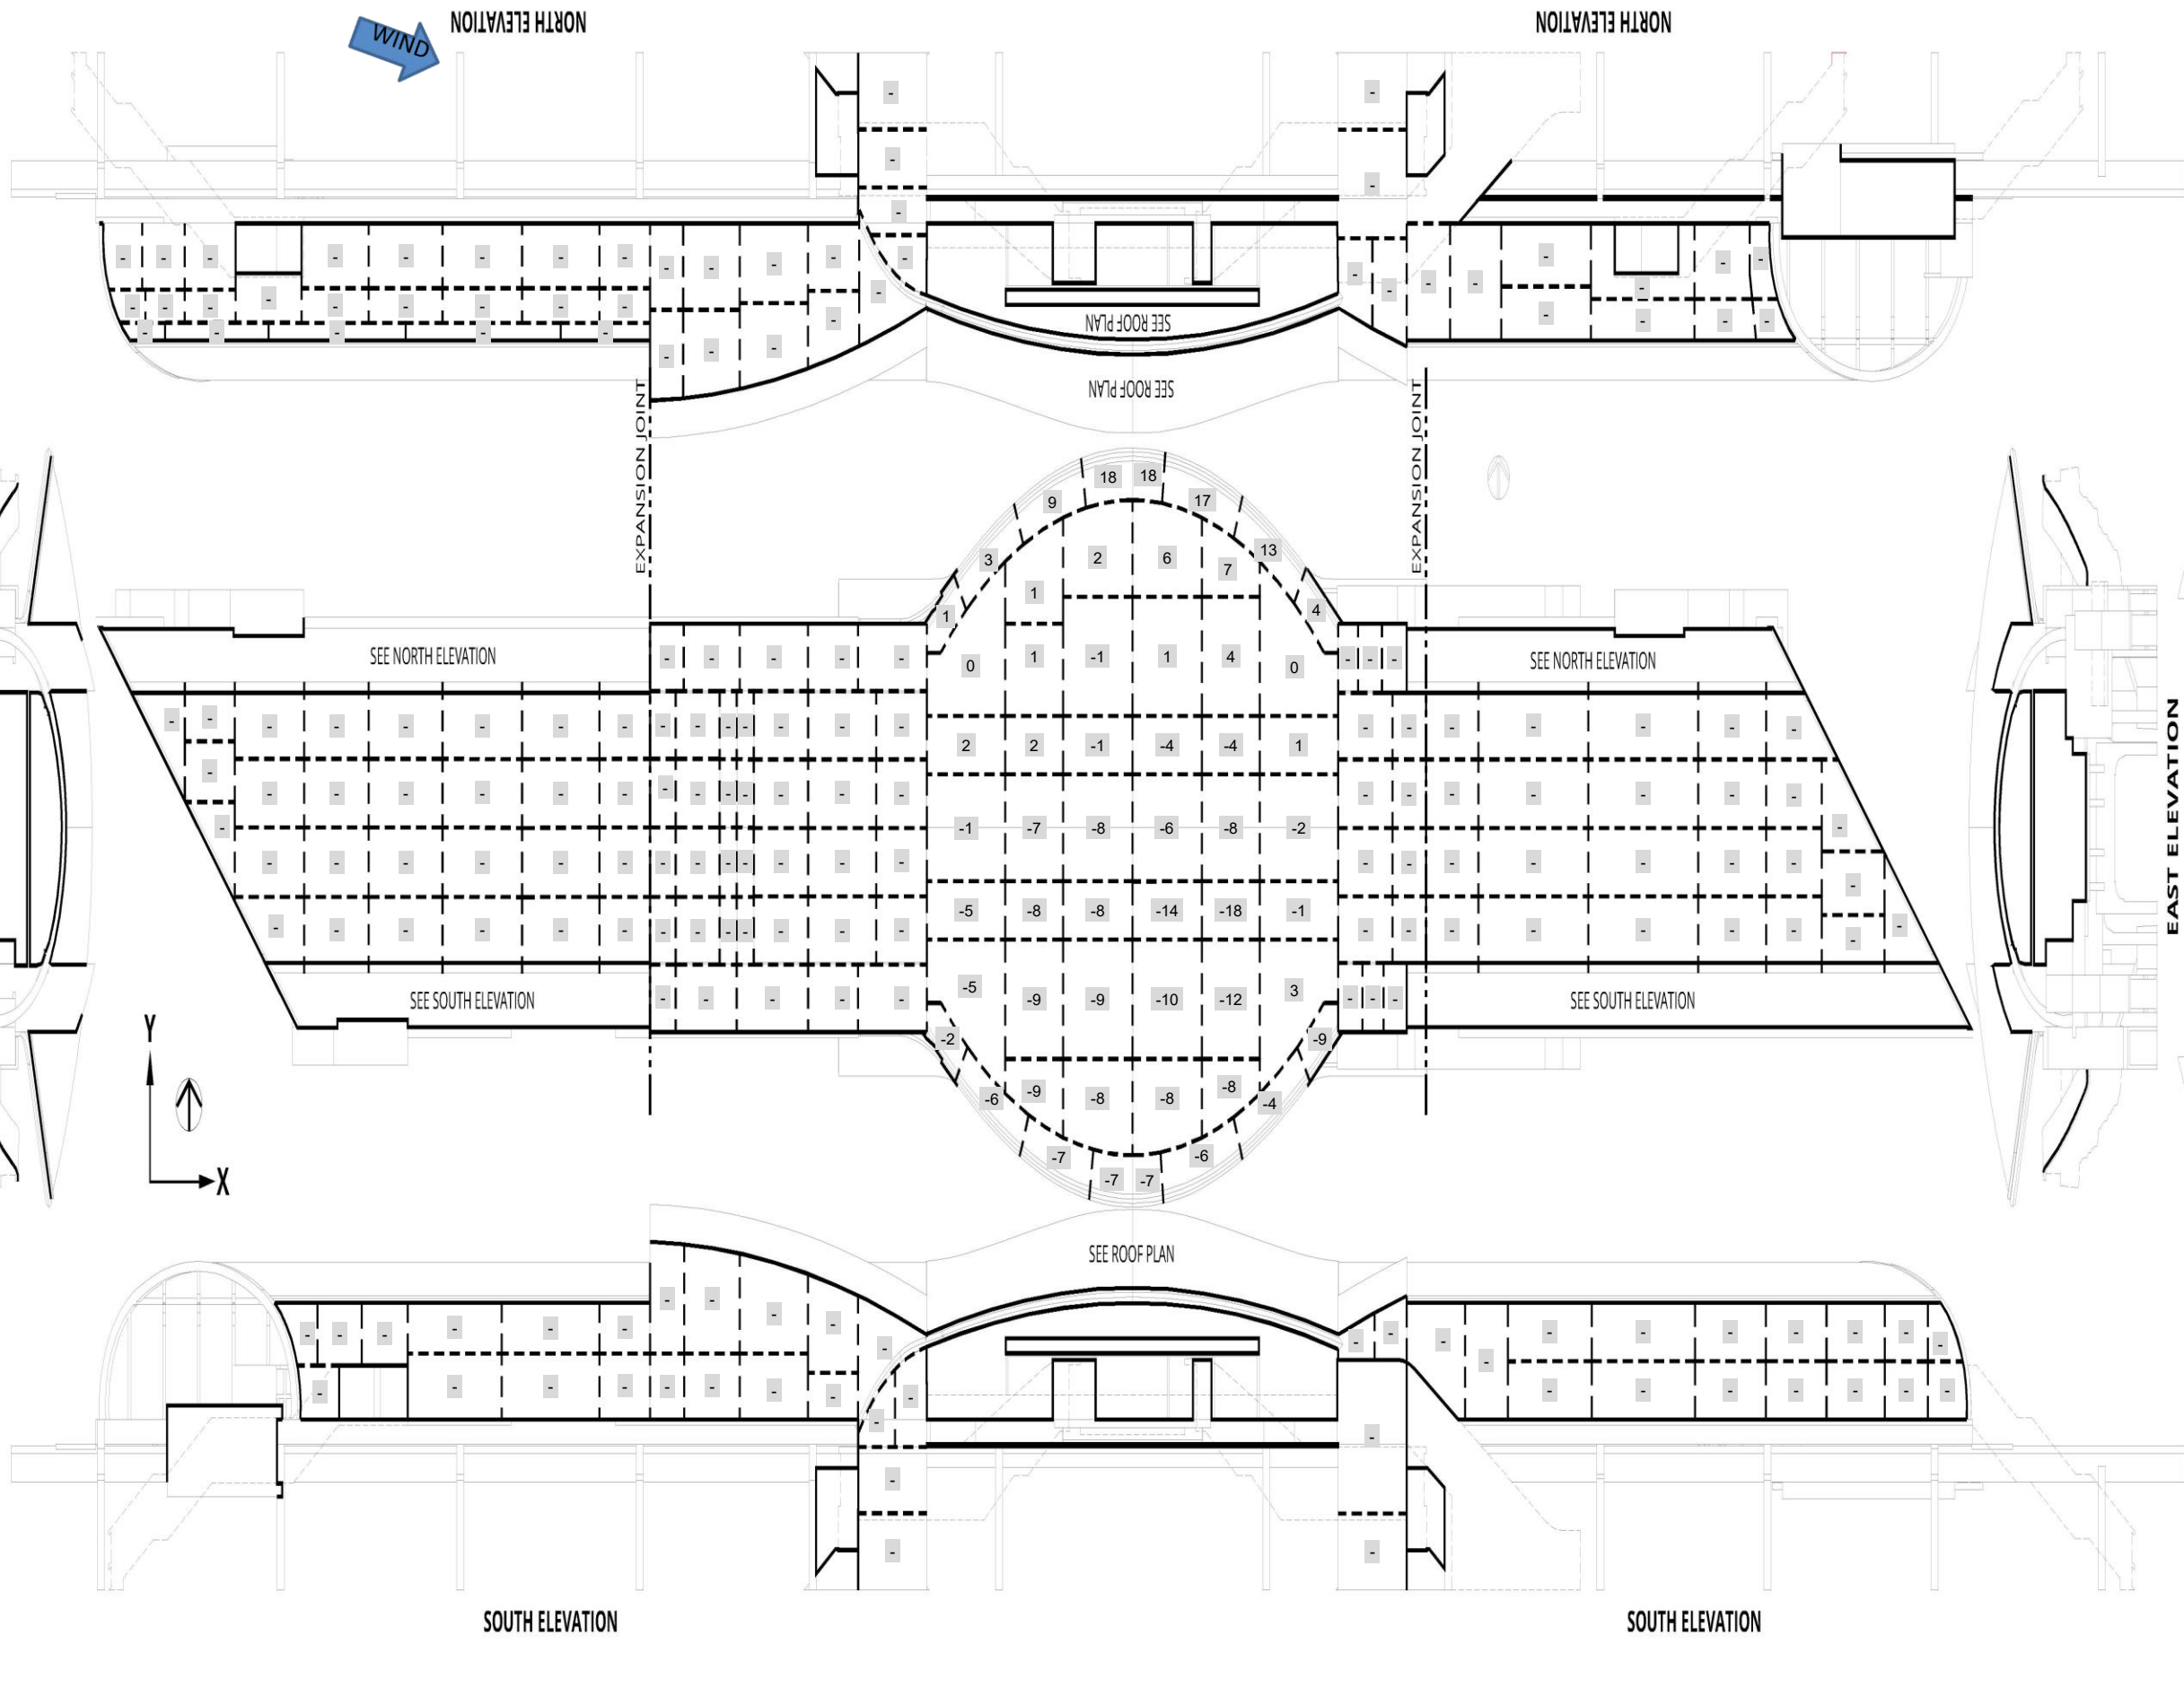 NORTH ELEVATION NORTH ELEVATION
WIND
- -
- -
- -
- - - - - - - - - - - - - - - - - - - -
- - - - - - - - - - - - - -
- - - - - - - -
SEE ROOF PLAN
- - -
SEE ROOF PLAN
EXPANSION JOINT EXPANSION JOINT
18 18
9 17
3 13
2 6 7
1
1 4
SEE NORTH ELEVATION - - - - - 0 1 -1 1 4 0 - - - SEE NORTH ELEVATION
- - - - - - - - - - - - - - - 2 2 -1 -4 -4 1 - - - - - - -
- - - - - - - - - - - - - - - -1 -7 -8 -6 -8 -2 - - - - - - - -
- - - - - - - - - - - - - -5 -8 -8 -14 -18 -1 - - - - - - - -
- - - - - - - - - - - - - - - - - - - - - -
SEE SOUTH ELEVATION - - - - - -5 -9 -9 -10 -12 3 - - - SEE SOUTH ELEVATION
-2 -9
-6 -9 -8 -8 -8 -4
-7 -6
-7 -7
Y
X
EAST ELEVATION
SEE ROOF PLAN
- - - - - - - - - - - - - - - - - - - - - -
- - - - - - - - - - - - - - - - -
- -
- -
SOUTH ELEVATION SOUTH ELEVATION